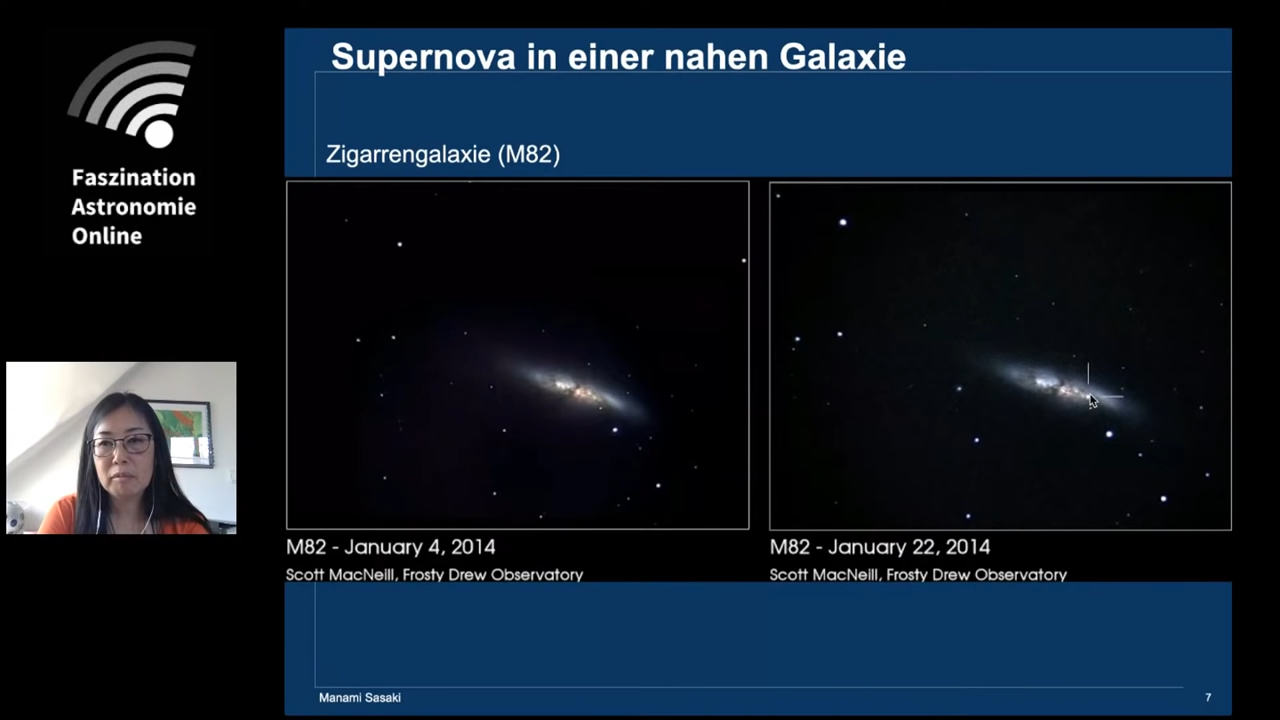 Faszination
Astronomie
Online
Supernova in einer nahen Galaxie
Zigarrengalaxie (M82)
M82 - January 4, 2014
Scott MacNeill, Frosty Drew Observatory
M82 - January 22, 2014
Scott MacNeill, Frosty Drew Observatory
Manami Sasaki
7